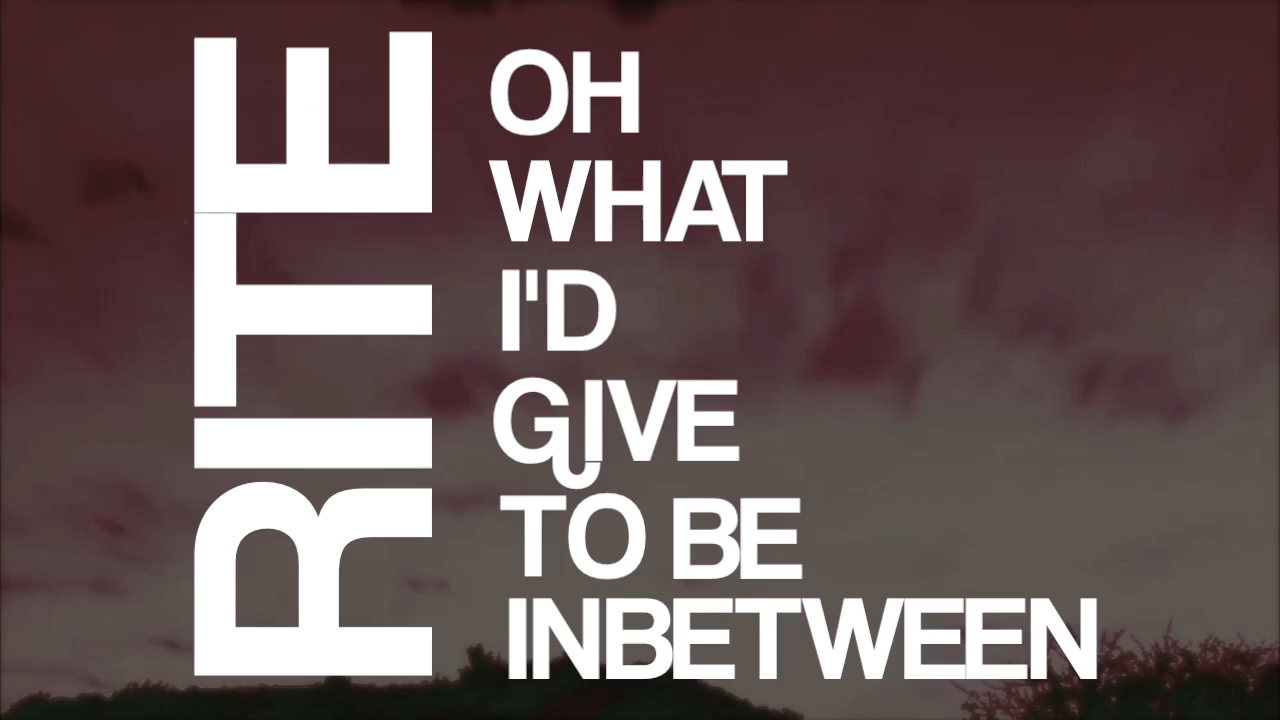 RITE
OH
WHAT
I'D
GIVE
TO BE
INBETWEEN